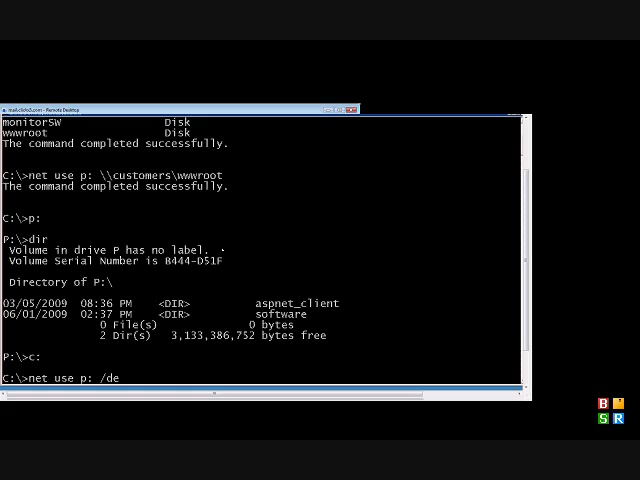 mail.clickx3.com - Remote Desktop
monitorSW Disk
wwwroot Disk
The command completed successfully.
C:\>net use p: \\customers\wwwroot
The command completed successfully.
C:\>p:
P:\>dir
Volume in drive P has no label.
Volume Serial Number is B444-D51F
Directory of P:\
03/05/2009 08:36 PM <DIR> aspnet_client
06/01/2009 02:37 PM <DIR> software
0 File(s) 0 bytes
2 Dir(s) 3,133,386,752 bytes free
P:\>c:
C:\>net use p: /de
B
S R